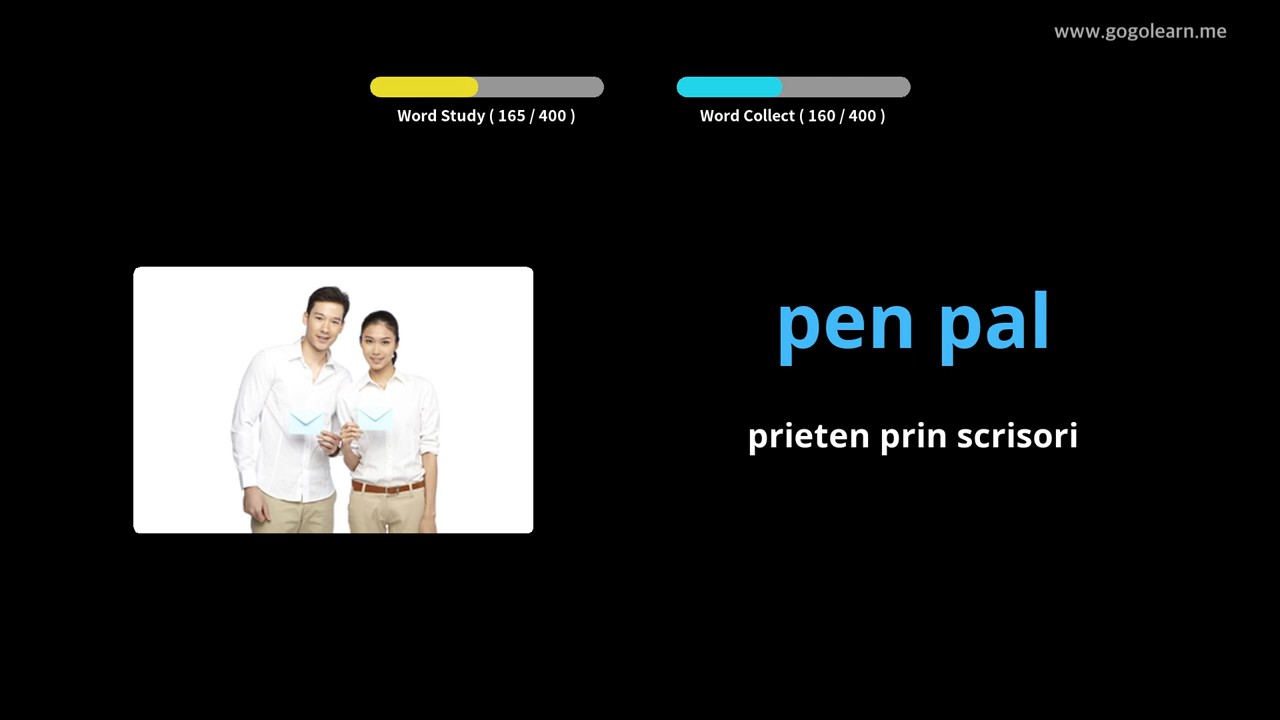 www.gogolearn.me
Word Study ( 165 / 400 )
Word Collect ( 160 / 400 )
pen pal
prieten prin scrisori